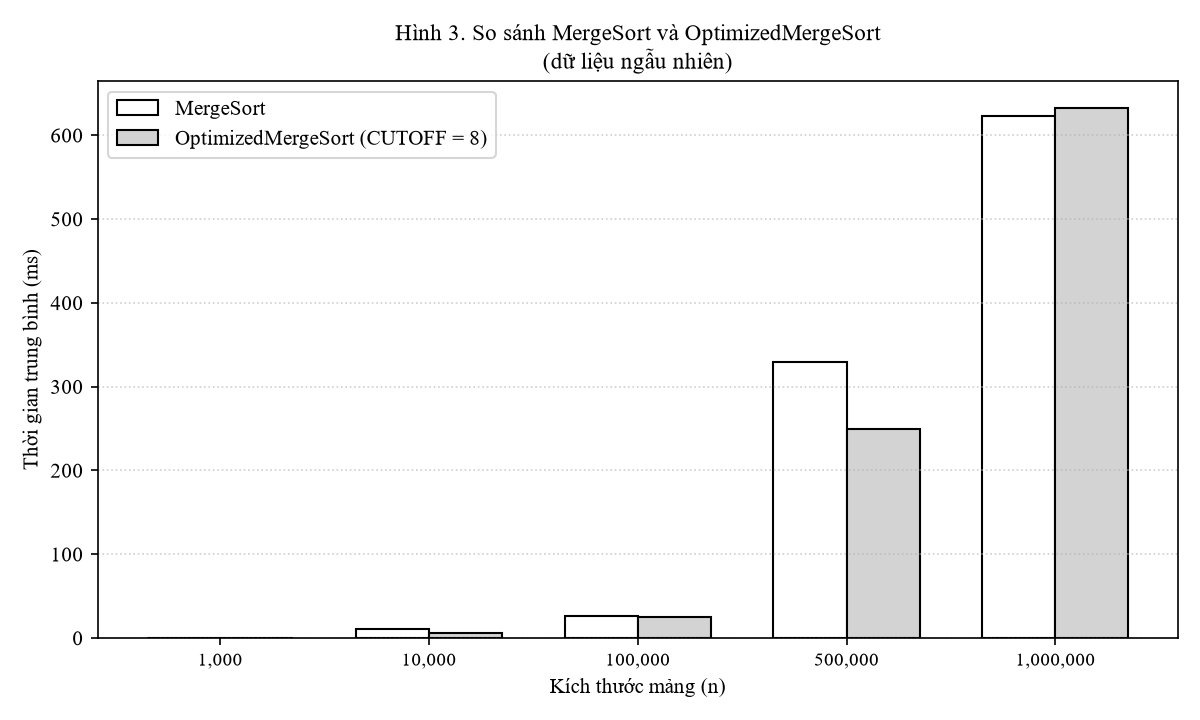 Hình 3. So sánh MergeSort và OptimizedMergeSort
(dữ liệu ngẫu nhiên)
MergeSort
OptimizedMergeSort (CUTOFF = 8)
Thời gian trung bình (ms)
600
500
400
300
200
100
0
1,000
10,000
100,000
500,000
1,000,000
Kích thước mảng (n)